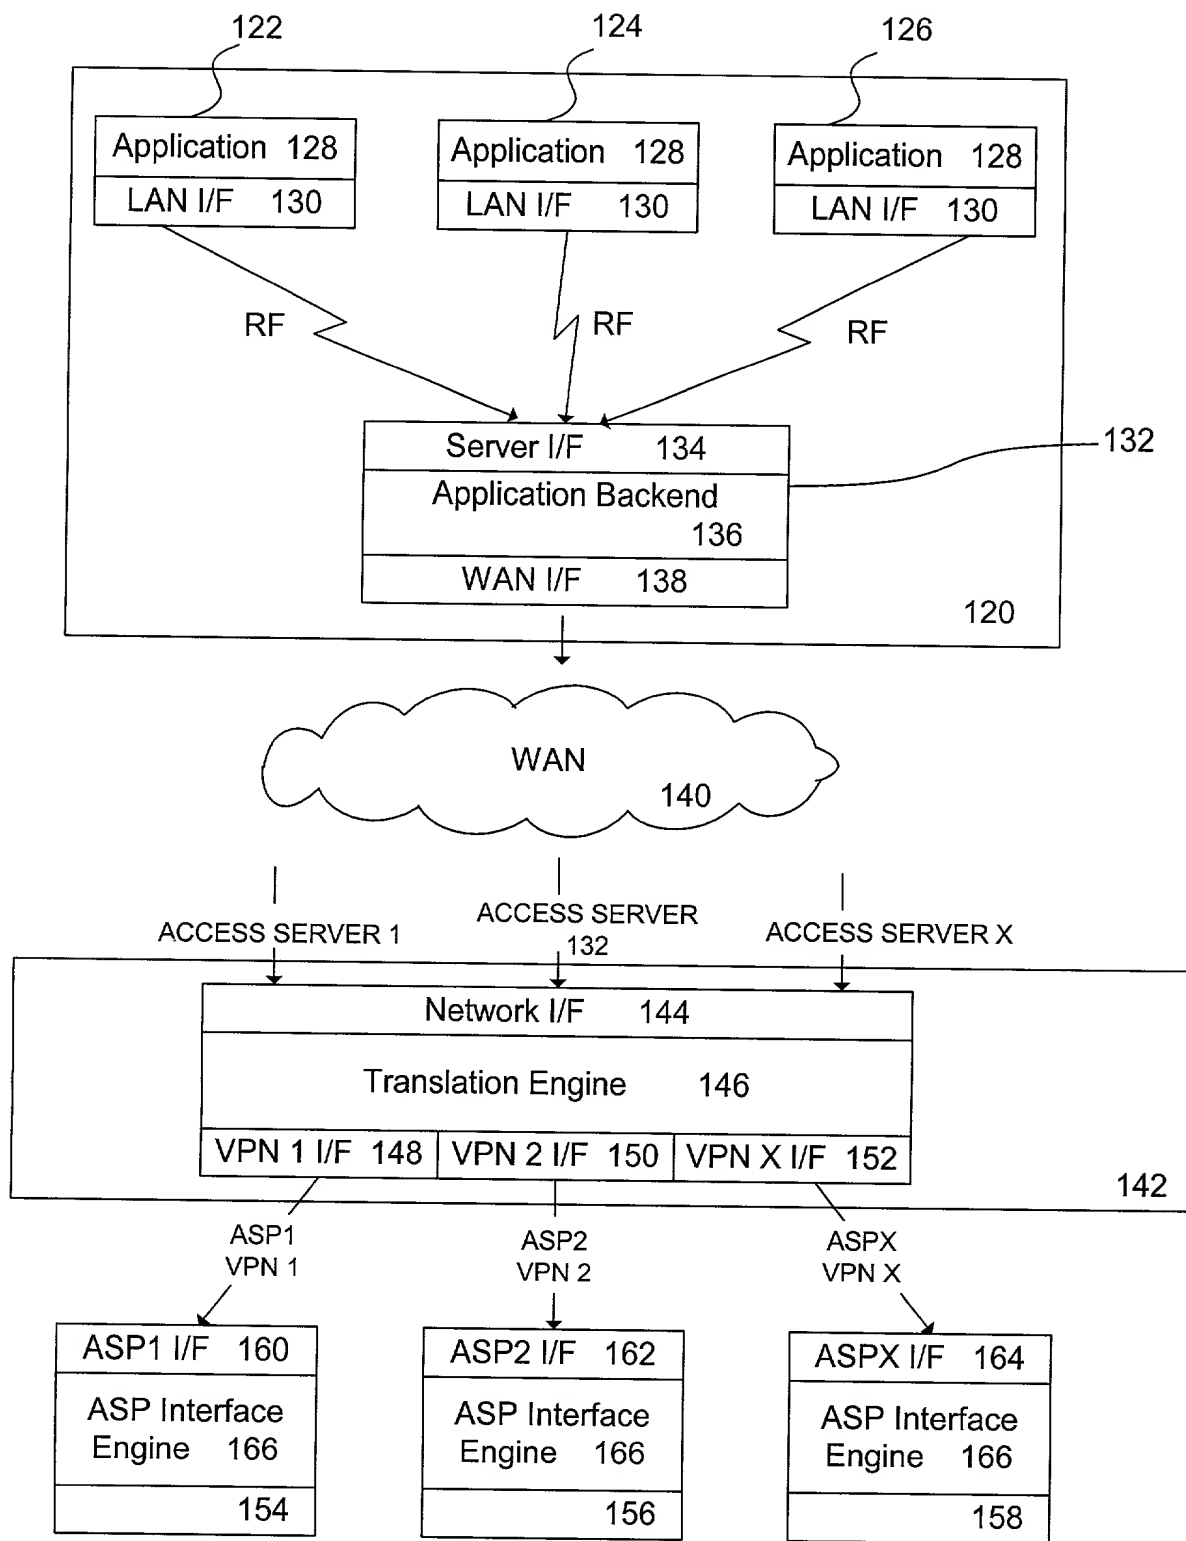 122
124
126
Application 128
LAN I/F 130
Application 128
LAN I/F 130
Application 128
LAN I/F 130
RF
RF
RF
Server I/F 134
132
Application Backend
136
WAN I/F 138
120
WAN
140
ACCESS SERVER 1
ACCESS SERVER
132
ACCESS SERVER X
Network I/F 144
Translation Engine 146
VPN 1 I/F 148
VPN 2 I/F 150
VPN X I/F 152
142
ASP1
VPN 1
ASP2
VPN 2
ASPX
VPN X
ASP1 I/F 160
ASP Interface
Engine 166
154
ASP2 I/F 162
ASP Interface
Engine 166
156
ASPX I/F 164
ASP Interface
Engine 166
158